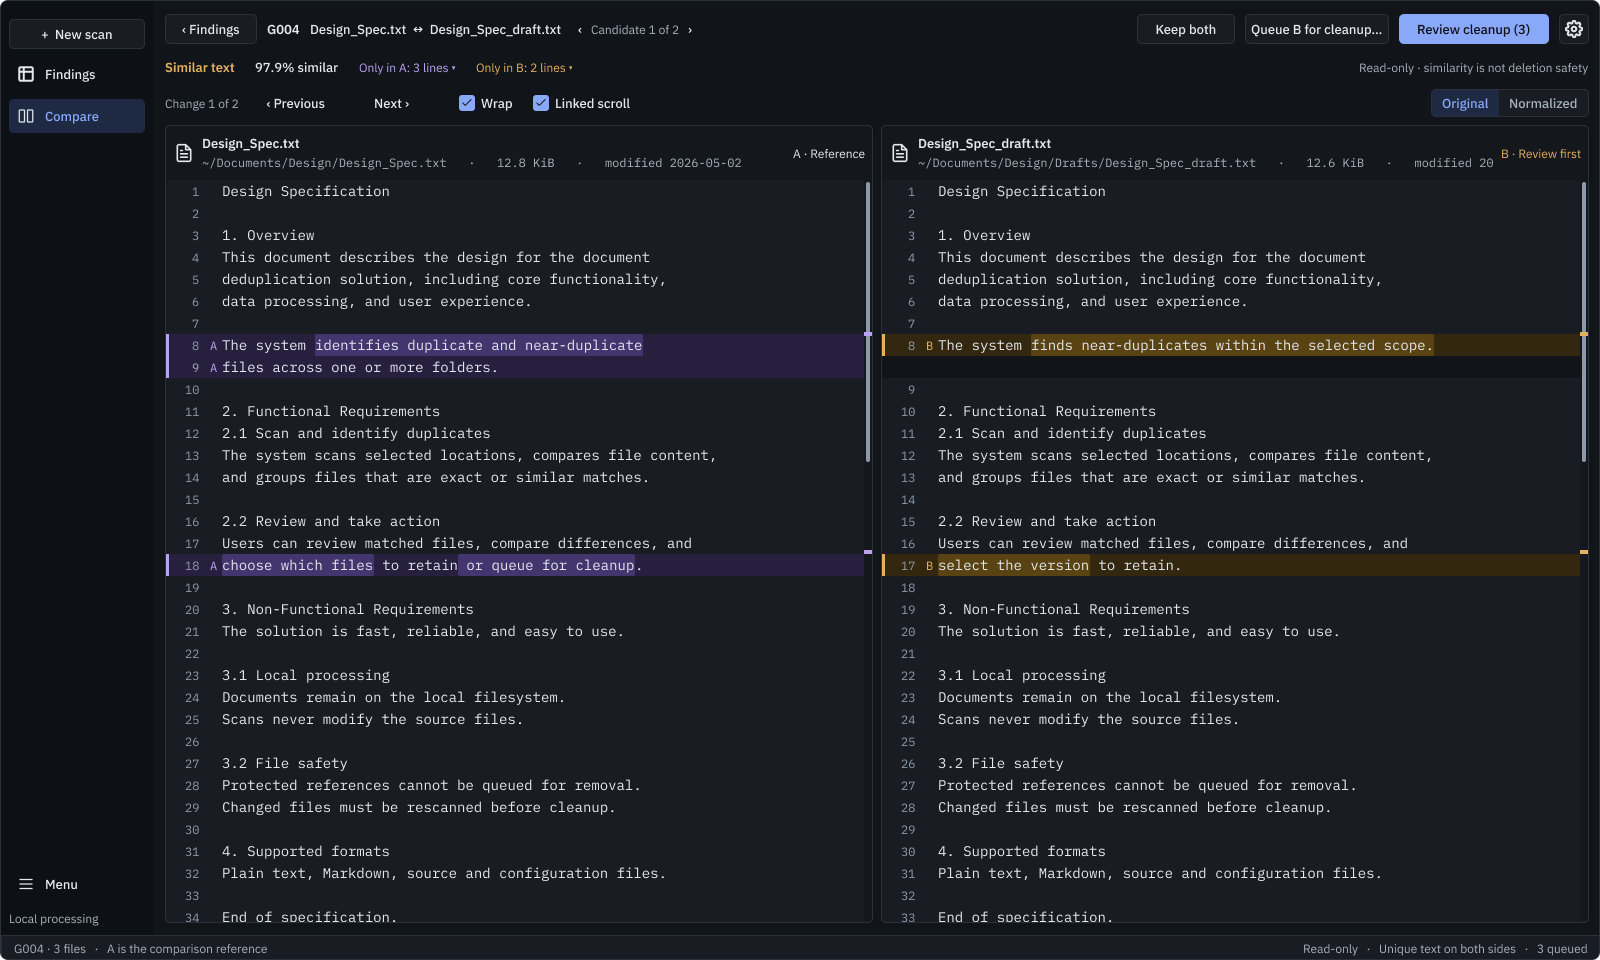 + New scan
Findings
Compare
Menu
Local processing
‹ Findings G004 Design_Spec.txt ↔ Design_Spec_draft.txt ‹ Candidate 1 of 2 ›
Keep both Queue B for cleanup... Review cleanup (3)
Similar text 97.9% similar Only in A: 3 lines ▾ Only in B: 2 lines ▾
Read-only · similarity is not deletion safety
Change 1 of 2 ‹ Previous Next › Wrap Linked scroll
Original Normalized
Design_Spec.txt
~/Documents/Design/Design_Spec.txt · 12.8 KiB · modified 2026-05-02
A · Reference
1 Design Specification
2
3 1. Overview
4 This document describes the design for the document
5 deduplication solution, including core functionality,
6 data processing, and user experience.
7
8 A The system identifies duplicate and near-duplicate
9 A files across one or more folders.
10
11 2. Functional Requirements
12 2.1 Scan and identify duplicates
13 The system scans selected locations, compares file content,
14 and groups files that are exact or similar matches.
15
16 2.2 Review and take action
17 Users can review matched files, compare differences, and
18 A choose which files to retain or queue for cleanup.
19
20 3. Non-Functional Requirements
21 The solution is fast, reliable, and easy to use.
22
23 3.1 Local processing
24 Documents remain on the local filesystem.
25 Scans never modify the source files.
26
27 3.2 File safety
28 Protected references cannot be queued for removal.
29 Changed files must be rescanned before cleanup.
30
31 4. Supported formats
32 Plain text, Markdown, source and configuration files.
33
34 End of specification.
Design_Spec_draft.txt
~/Documents/Design/Drafts/Design_Spec_draft.txt · 12.6 KiB · modified 20
B · Review first
1 Design Specification
2
3 1. Overview
4 This document describes the design for the document
5 deduplication solution, including core functionality,
6 data processing, and user experience.
7
8 B The system finds near-duplicates within the selected scope.
9
10 2. Functional Requirements
11 2.1 Scan and identify duplicates
12 The system scans selected locations, compares file content,
13 and groups files that are exact or similar matches.
14
15 2.2 Review and take action
16 Users can review matched files, compare differences, and
17 B select the version to retain.
18
19 3. Non-Functional Requirements
20 The solution is fast, reliable, and easy to use.
21
22 3.1 Local processing
23 Documents remain on the local filesystem.
24 Scans never modify the source files.
25
26 3.2 File safety
27 Protected references cannot be queued for removal.
28 Changed files must be rescanned before cleanup.
29
30 4. Supported formats
31 Plain text, Markdown, source and configuration files.
32
33 End of specification.
G004 · 3 files · A is the comparison reference
Read-only · Unique text on both sides · 3 queued